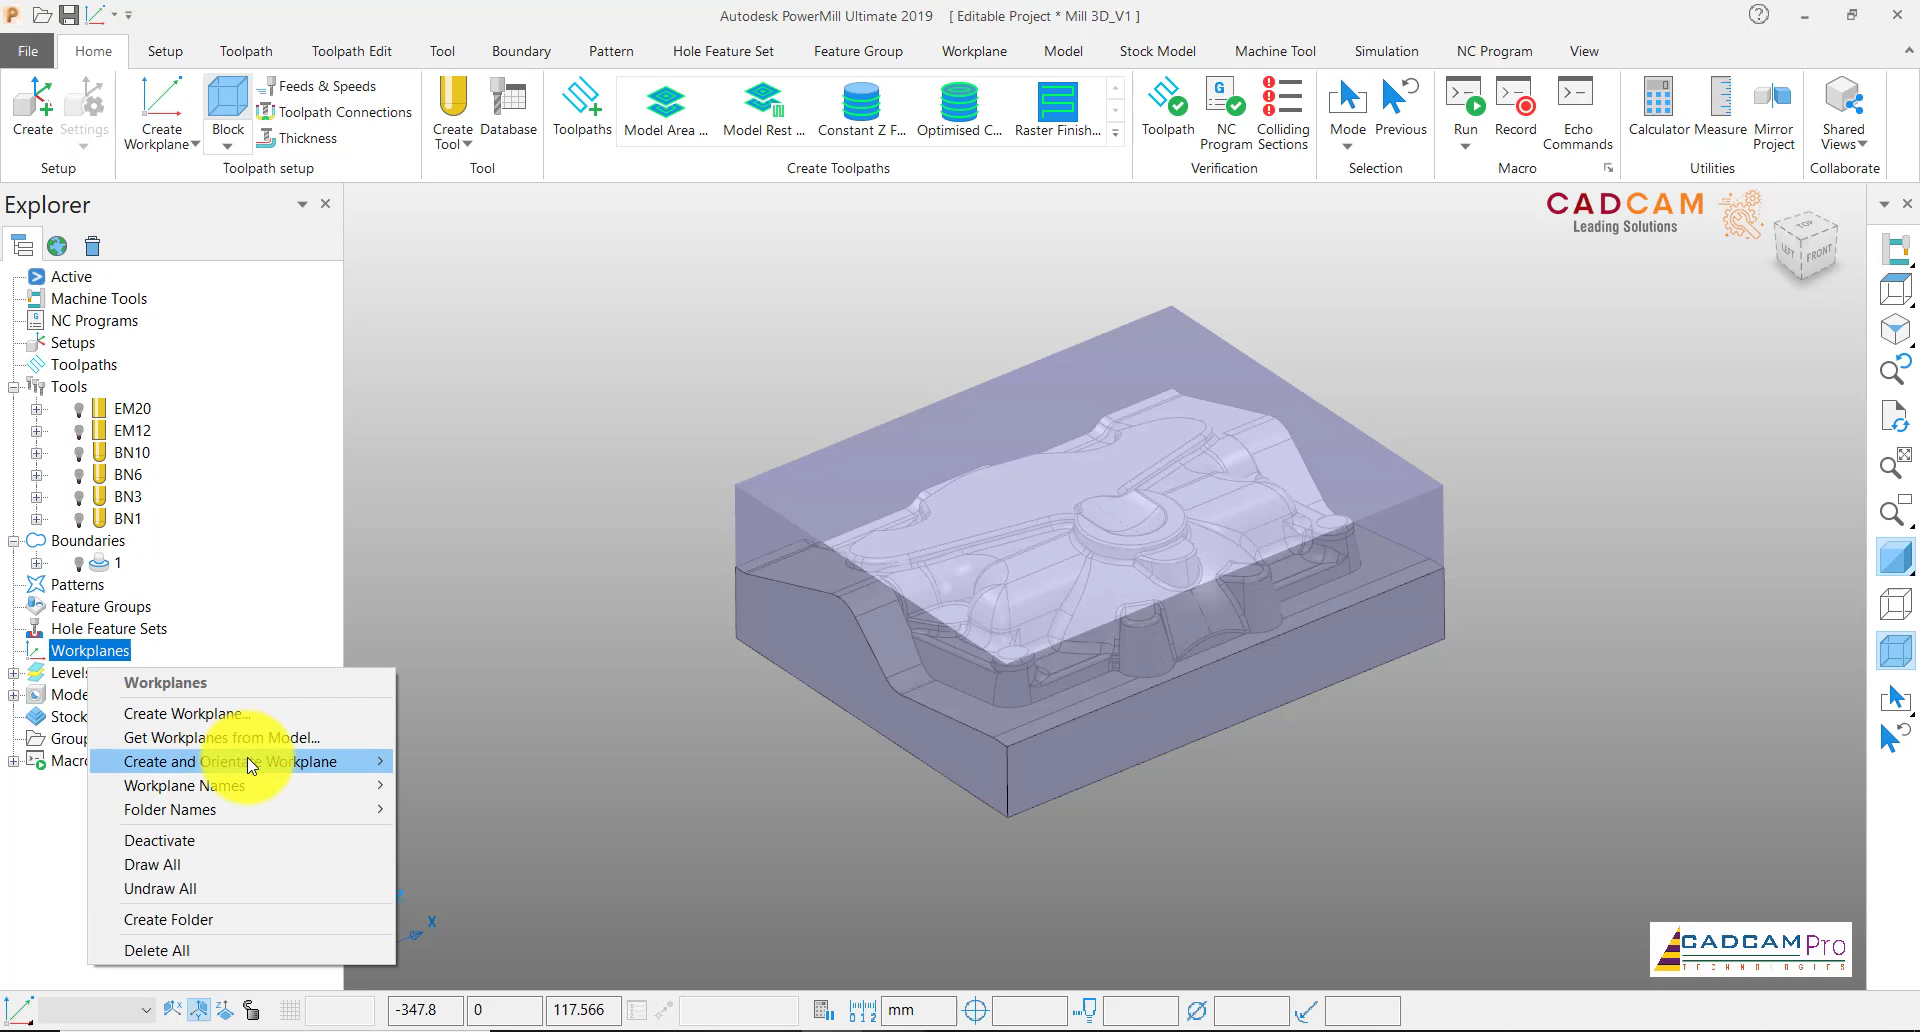 Autodesk PowerMill Ultimate 2019 [ Editable Project * Mill 3D_V1 ]
File Home Setup Toolpath Toolpath Edit Tool Boundary Pattern Hole Feature Set Feature Group Workplane Model Stock Model Machine Tool Simulation NC Program View
Create
Settings
Setup
Create
Workplane
Block
Feeds & Speeds
Toolpath Connections
Thickness
Toolpath setup
Create
Tool
Database
Tool
Toolpaths
Model Area ...
Model Rest ...
Constant Z F...
Optimised C...
Raster Finish...
Create Toolpaths
Toolpath
NC
Program
Colliding
Sections
Verification
Mode
Previous
Selection
Run
Record
Echo
Commands
Macro
Calculator
Measure
Mirror
Project
Utilities
Shared
Views
Collaborate
Explorer
Active
Machine Tools
NC Programs
Setups
Toolpaths
Tools
EM20
EM12
BN10
BN6
BN3
BN1
Boundaries
1
Patterns
Feature Groups
Hole Feature Sets
Workplanes
Levels
Mode
Stock
Group
Macro
Workplanes
Create Workplane...
Get Workplanes from Model...
Create and Orientate Workplane
Workplane Names
Folder Names
Deactivate
Draw All
Undraw All
Create Folder
Delete All
X
CADCAM
Leading Solutions
TOP
LEFT
FRONT
CADCAM Pro
TECHNOLOGIES
-347.8
0
117.566
mm